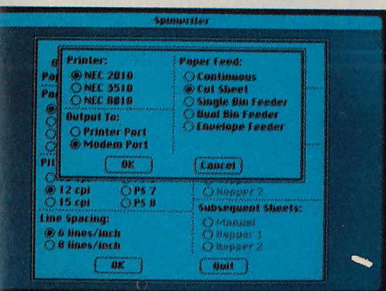 Spinwriter
Printer:
NEC 2010
NEC 3510
NEC 8810
Output To:
Printer Port
Modem Port
OK
Paper Feed:
Continuous
Cut Sheet
Single Bin Feeder
Dual Bin Feeder
Envelope Feeder
Cancel
12 cpi
PS 7
15 cpi
PS 8
Line Spacing:
6 lines/inch
8 lines/inch
OK
Hopper 2
Subsequent Sheets:
Manual
Hopper 1
Hopper 2
Quit